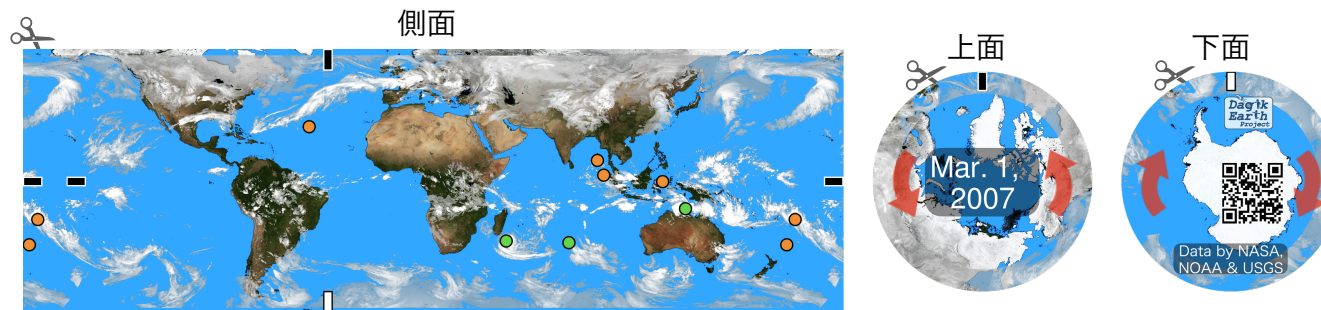 側面
上面
Mar. 1,
2007
下面
Dagik
Earth
Project
Data by NASA,
NOAA & USGS